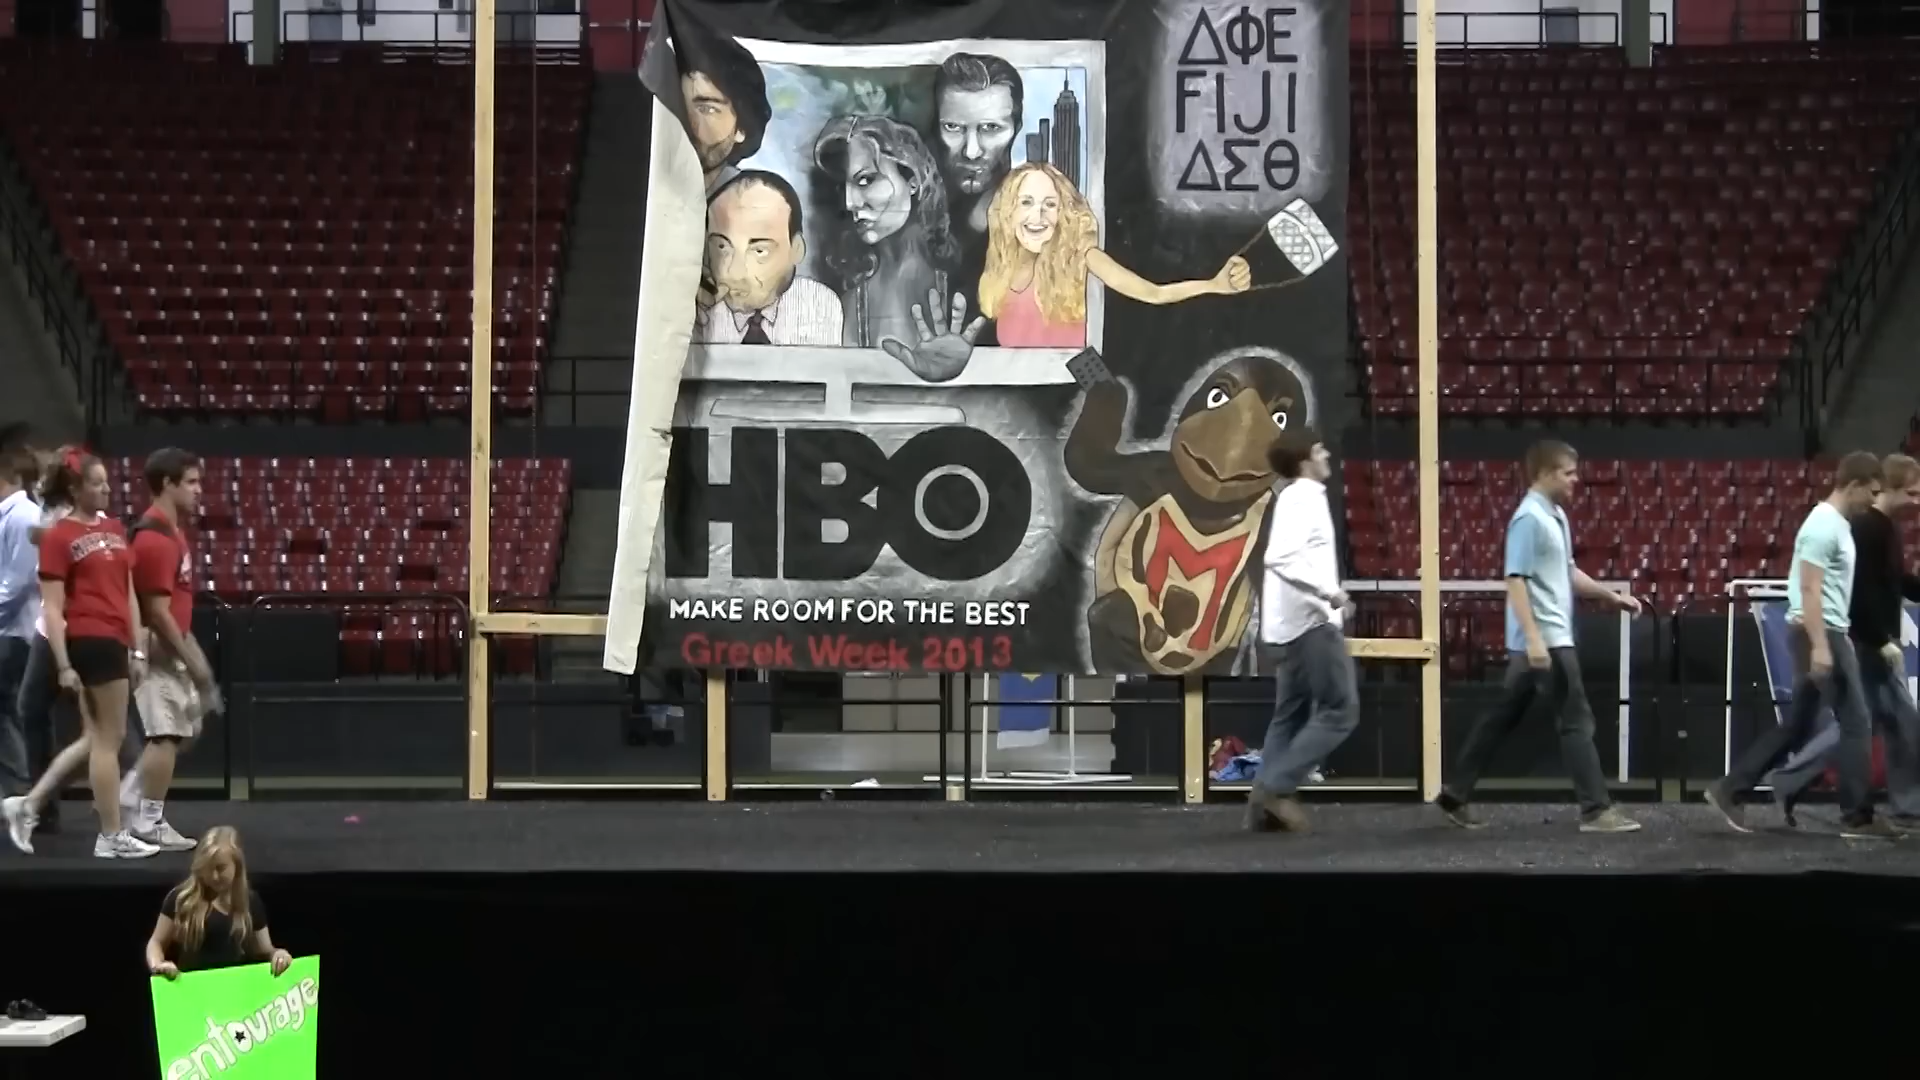 ΔΦΕ
FIJI
ΔΣΘ
HBO
MAKE ROOM FOR THE BEST
Greek Week 2013
M
entourage